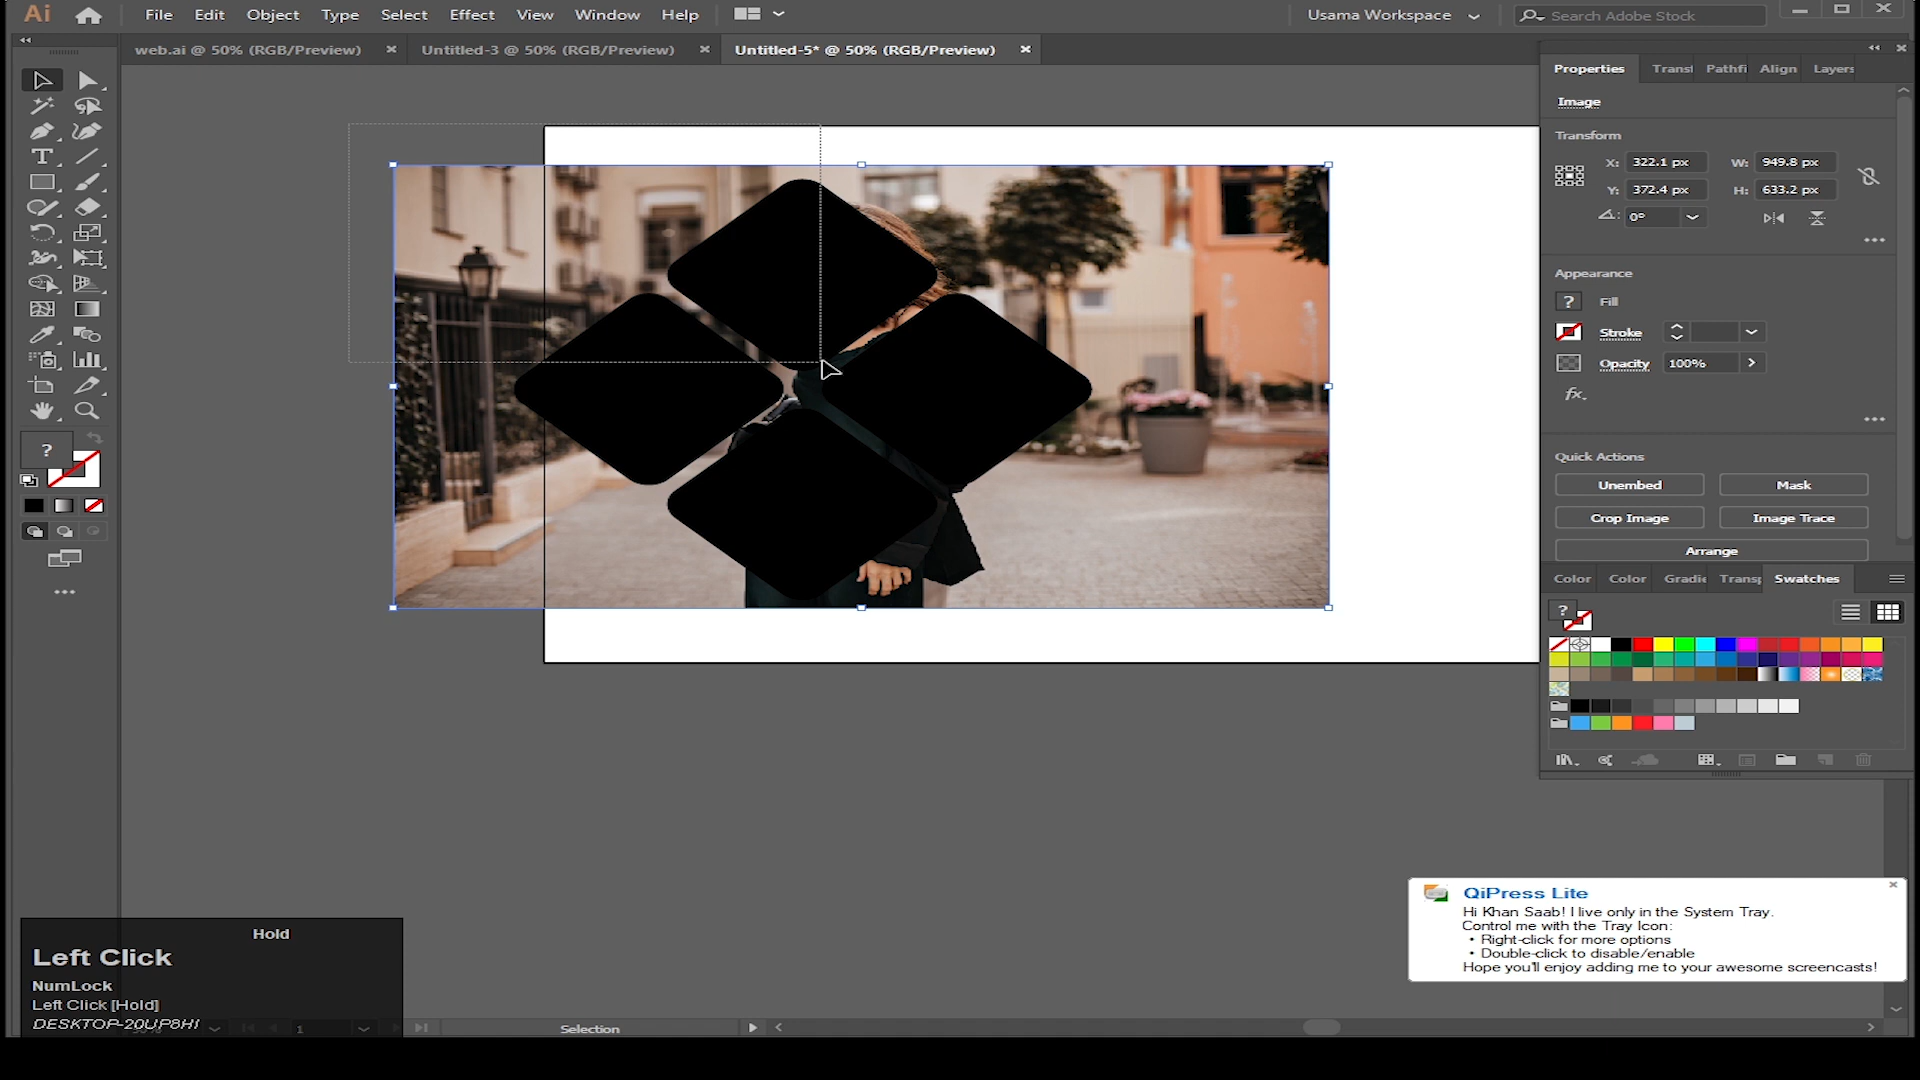 Ai File Edit Object Type Select Effect View Window Help Usama Workspace Search Adobe Stock
web.ai @ 50% (RGB/Preview) Untitled-3 @ 50% (RGB/Preview) Untitled-5* @ 50% (RGB/Preview)
Properties Transf Pathfi Align Layers
Image
Transform
X: 322.1 px W: 949.8 px
Y: 372.4 px H: 633.2 px
0°
Appearance
? Fill
Stroke
Opacity 100%
fx.
Quick Actions
Unembed Mask
Crop Image Image Trace
Arrange
Color Color Gradie Transp Swatches
?
?
QiPress Lite
Hi Khan Saab! I live only in the System Tray.
Control me with the Tray Icon:
• Right-click for more options
• Double-click to disable/enable
Hope you'll enjoy adding me to your awesome screencasts!
Hold
Left Click
NumLock
Left Click [Hold]
DESKTOP-20UP8HI
1 Selection